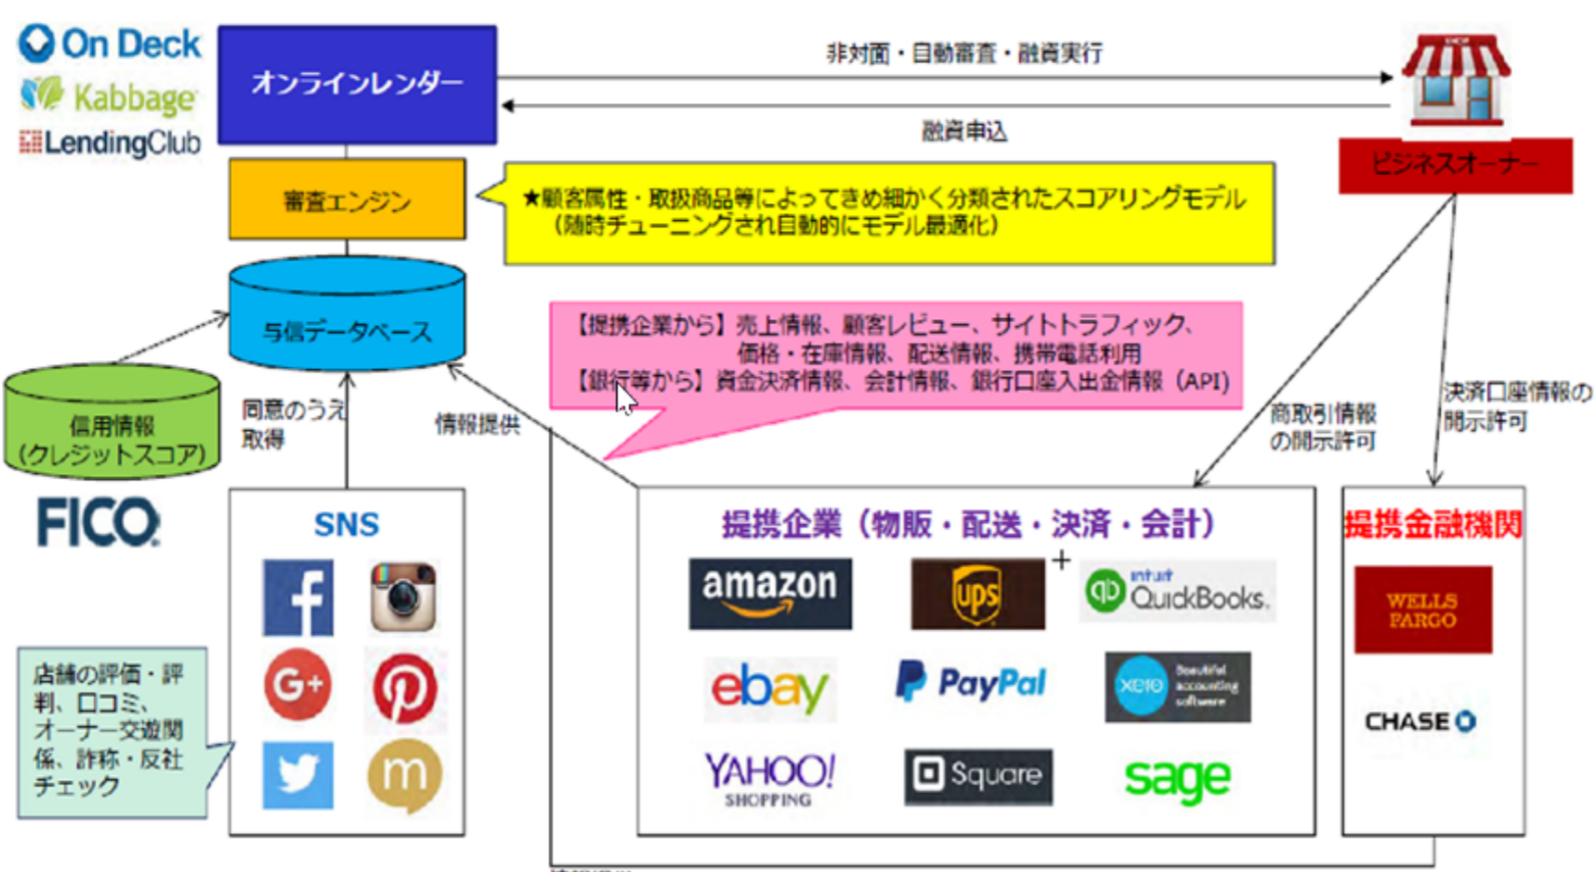 On Deck
Kabbage
LendingClub
オンラインレンダー
非対面・自動審査・融資実行
融資申込
SHOP
ビジネスオーナー
審査エンジン
★顧客属性・取扱商品等によってきめ細かく分類されたスコアリングモデル
（随時チューニングされ自動的にモデル最適化）
与信データベース
【提携企業から】売上情報、顧客レビュー、サイトトラフィック、
価格・在庫情報、配送情報、携帯電話利用
【銀行等から】資金決済情報、会計情報、銀行口座入出金情報（API)
信用情報
（クレジットスコア）
FICO
同意のうえ
取得
情報提供
商取引情報
の開示許可
決済口座情報の
開示許可
SNS
G+
m
店舗の評価・評
判、口コミ、
オーナー交遊関
係、詐称・反社
チェック
提携企業（物販・配送・決済・会計）
amazon
ups
qb
intuit
QuickBooks.
ebay
PayPal
xero
Beautiful
accounting
software
YAHOO!
SHOPPING
Square
sage
提携金融機関
WELLS
FARGO
CHASE